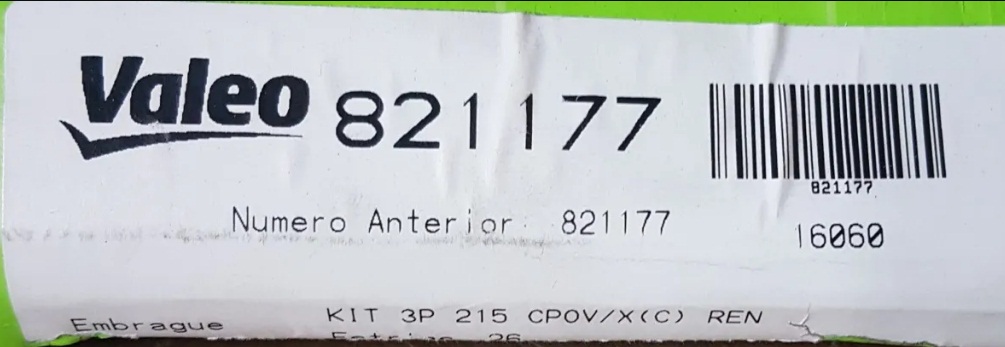 Valeo 821177
821177
Numero Anterior: 821177
16060
KIT 3P 215 CPOV/X(C) REN
Embrague